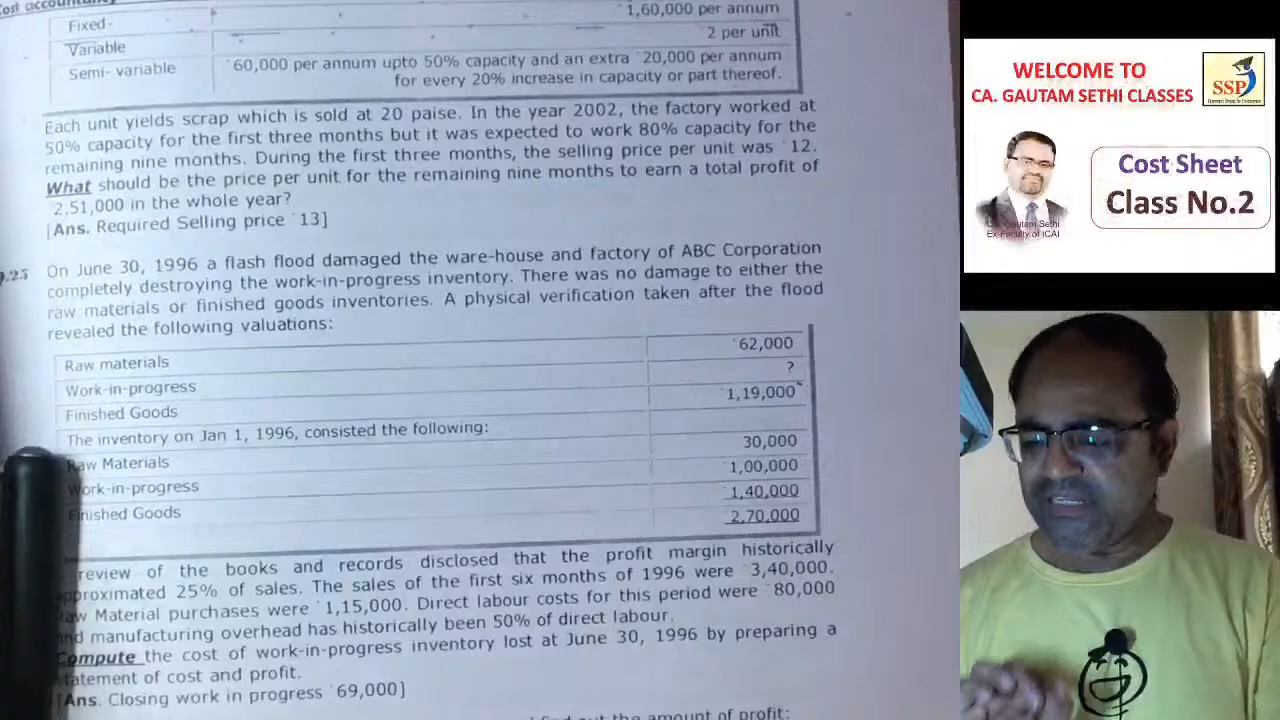 Cost accountancy
Fixed 1,60,000 per annum
Variable 2 per unit
Semi- variable `60,000 per annum upto 50% capacity and an extra `20,000 per annum
for every 20% increase in capacity or part thereof.
Each unit yields scrap which is sold at 20 paise. In the year 2002, the factory worked at
50% capacity for the first three months but it was expected to work 80% capacity for the
remaining nine months. During the first three months, the selling price per unit was `12.
What should be the price per unit for the remaining nine months to earn a total profit of
2,51,000 in the whole year?
[Ans. Required Selling price `13]
.25 On June 30, 1996 a flash flood damaged the ware-house and factory of ABC Corporation
completely destroying the work-in-progress inventory. There was no damage to either the
raw materials or finished goods inventories. A physical verification taken after the flood
revealed the following valuations:
Raw materials `62,000
Work-in-progress ?
Finished Goods `1,19,000
The inventory on Jan 1, 1996, consisted the following:
Raw Materials 30,000
Work-in-progress 1,00,000
Finished Goods 1,40,000
2,70,000
review of the books and records disclosed that the profit margin historically
pproximated 25% of sales. The sales of the first six months of 1996 were `3,40,000.
aw Material purchases were `1,15,000. Direct labour costs for this period were `80,000
nd manufacturing overhead has historically been 50% of direct labour.
Compute the cost of work-in-progress inventory lost at June 30, 1996 by preparing a
tatement of cost and profit.
[Ans. Closing work in progress `69,000]
find out the amount of profit:
WELCOME TO
CA. GAUTAM SETHI CLASSES
SSP
Cost Sheet
Class No.2
Gautam Sethi
Ex-Faculty of ICAI